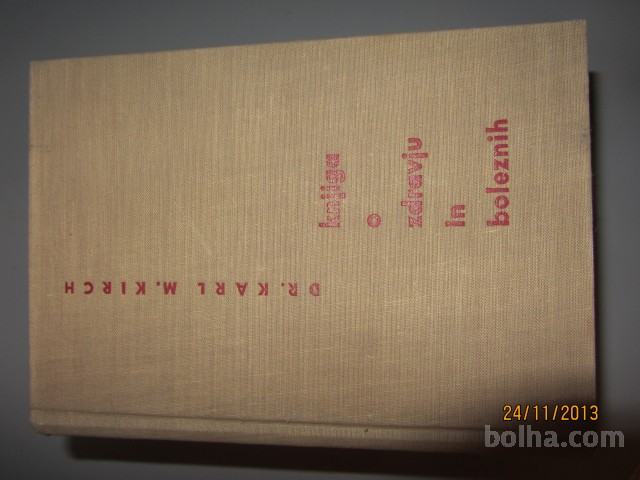 DR. KARL M. KIRCH
knjiga
o
zdravju
in
boleznih
24/11/2013
bolha.com